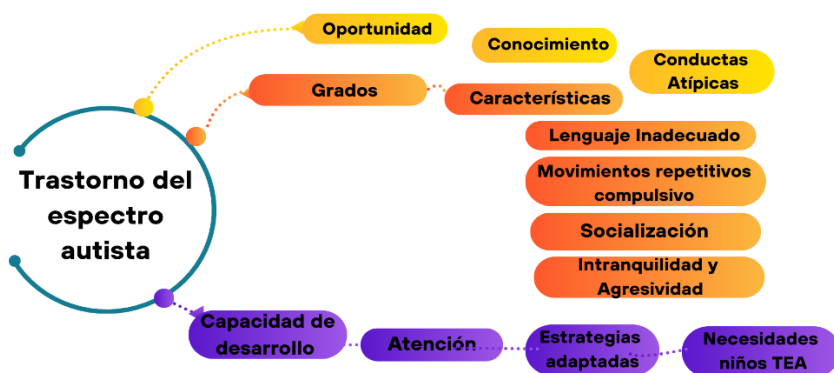 Oportunidad
Conocimiento
Conductas
Atípicas
Grados
Características
Lenguaje Inadecuado
Movimientos repetitivos
compulsivo
Socialización
Intranquilidad y
Agresividad
Trastorno del
espectro
autista
Capacidad de
desarrollo
Atención
Estrategias
adaptadas
Necesidades
niños TEA